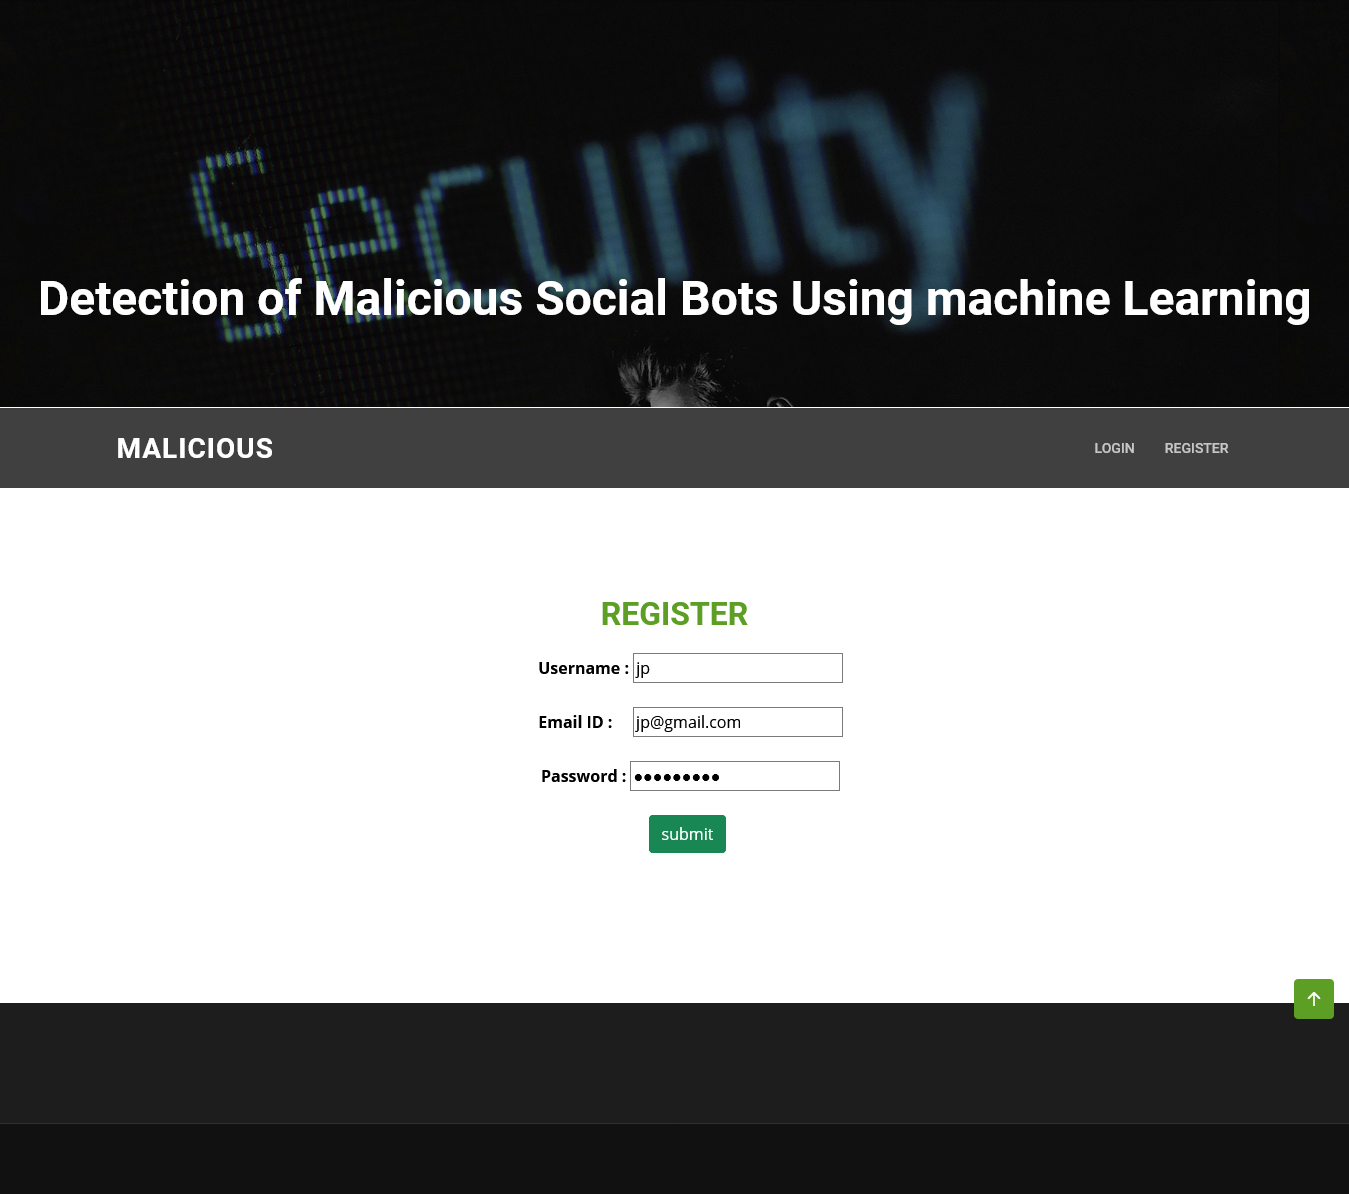 Security
Detection of Malicious Social Bots Using machine Learning
MALICIOUS
LOGIN
REGISTER
REGISTER
Username : jp
Email ID : jp@gmail.com
Password : •••••••••
submit